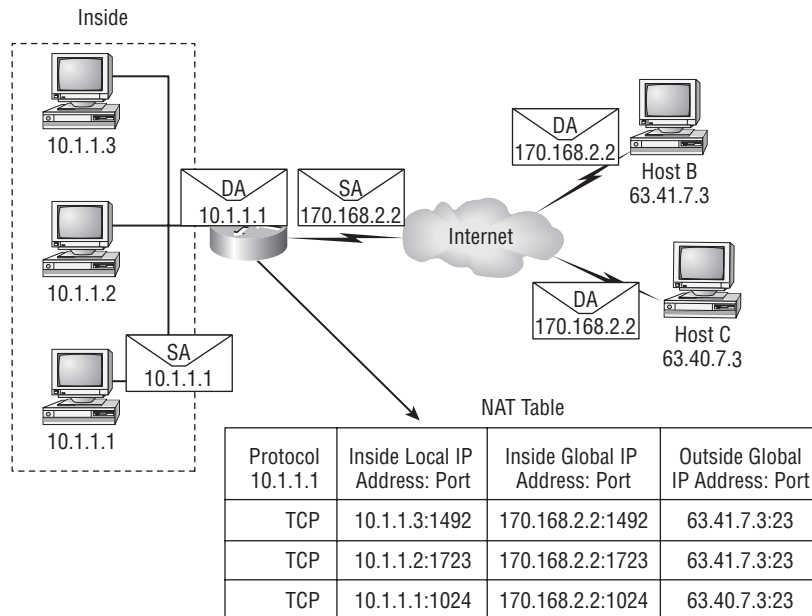 Inside
10.1.1.3
10.1.1.2
10.1.1.1
SA
10.1.1.1
DA
10.1.1.1
SA
170.168.2.2
Internet
DA
170.168.2.2
Host B
63.41.7.3
DA
170.168.2.2
Host C
63.40.7.3
NAT Table
Protocol
10.1.1.1
Inside Local IP
Address: Port
Inside Global IP
Address: Port
Outside Global
IP Address: Port
TCP 10.1.1.3:1492 170.168.2.2:1492 63.41.7.3:23
TCP 10.1.1.2:1723 170.168.2.2:1723 63.41.7.3:23
TCP 10.1.1.1:1024 170.168.2.2:1024 63.40.7.3:23